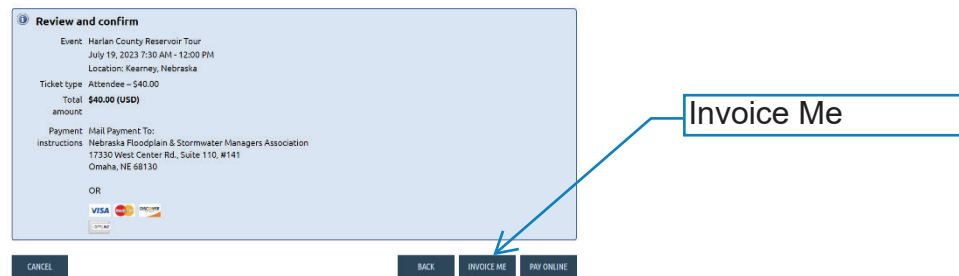 Review and confirm
Event Harlan County Reservoir Tour
July 19, 2023 7:30 AM - 12:00 PM
Location: Kearney, Nebraska
Ticket type Attendee – $40.00
Total amount $40.00 (USD)
Payment instructions Mail Payment To:
Nebraska Floodplain & Stormwater Managers Association
17330 West Center Rd., Suite 110, #141
Omaha, NE 68130
OR
VISA DISCOVER
Invoice Me
CANCEL BACK INVOICE ME PAY ONLINE